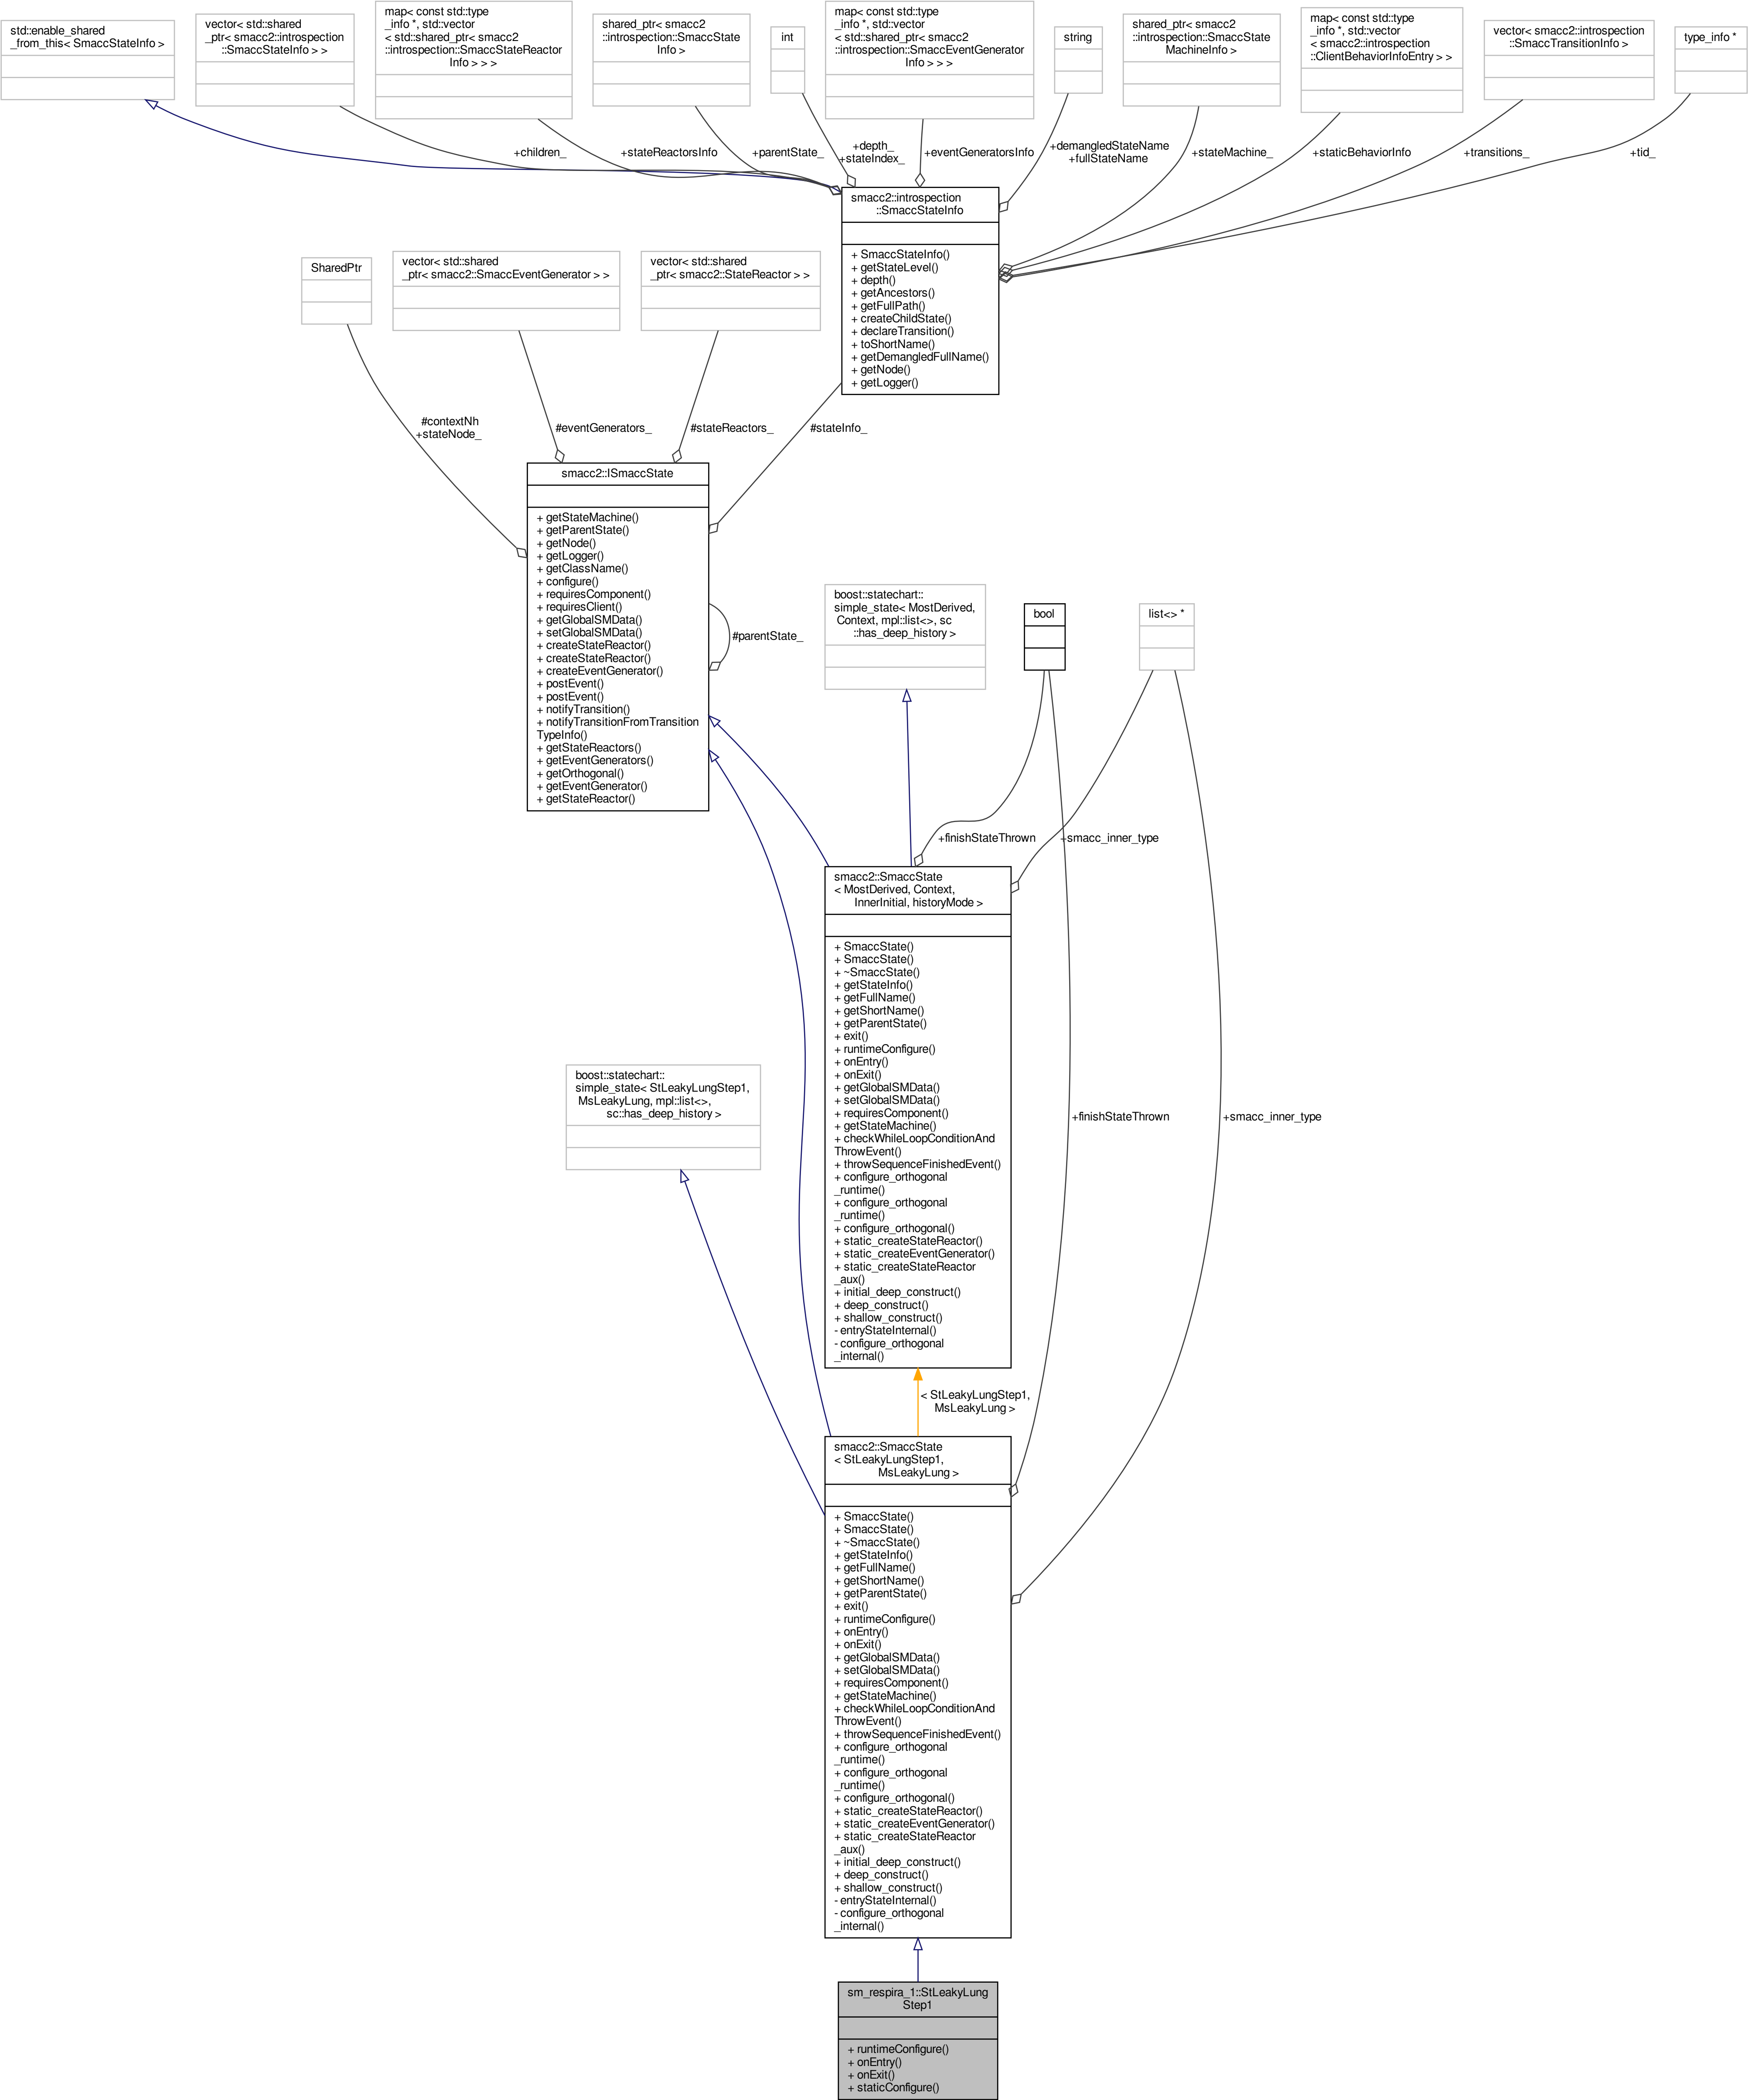 std::enable_shared
_from_this< SmaccStateInfo >
vector< std::shared
_ptr< smacc2::introspection
::SmaccStateInfo > >
map< const std::type
_info *, std::vector
< std::shared_ptr< smacc2
::introspection::SmaccStateReactor
Info > > >
shared_ptr< smacc2
::introspection::SmaccState
Info >
int
map< const std::type
_info *, std::vector
< std::shared_ptr< smacc2
::introspection::SmaccEventGenerator
Info > > >
string
shared_ptr< smacc2
::introspection::SmaccState
MachineInfo >
map< const std::type
_info *, std::vector
< smacc2::introspection
::ClientBehaviorInfoEntry > >
vector< smacc2::introspection
::SmaccTransitionInfo >
type_info *
+children_
+stateReactorsInfo
+parentState_
+depth_
+stateIndex_
+eventGeneratorsInfo
+demangledStateName
+fullStateName
+stateMachine_
+staticBehaviorInfo
+transitions_
+tid_
smacc2::introspection
::SmaccStateInfo
+ SmaccStateInfo()
+ getStateLevel()
+ depth()
+ getAncestors()
+ getFullPath()
+ createChildState()
+ declareTransition()
+ toShortName()
+ getDemangledFullName()
+ getNode()
+ getLogger()
SharedPtr
vector< std::shared
_ptr< smacc2::SmaccEventGenerator > >
vector< std::shared
_ptr< smacc2::StateReactor > >
#contextNh
+stateNode_
#eventGenerators_
#stateReactors_
#stateInfo_
smacc2::ISmaccState
+ getStateMachine()
+ getParentState()
+ getNode()
+ getLogger()
+ getClassName()
+ configure()
+ requiresComponent()
+ requiresClient()
+ getGlobalSMData()
+ setGlobalSMData()
+ createStateReactor()
+ createStateReactor()
+ createEventGenerator()
+ postEvent()
+ postEvent()
+ notifyTransition()
+ notifyTransitionFromTransition
TypeInfo()
+ getStateReactors()
+ getEventGenerators()
+ getOrthogonal()
+ getEventGenerator()
+ getStateReactor()
#parentState_
boost::statechart::
simple_state< MostDerived,
Context, mpl::list<>, sc
::has_deep_history >
bool
list<> *
+finishStateThrown
+smacc_inner_type
smacc2::SmaccState
< MostDerived, Context,
InnerInitial, historyMode >
+ SmaccState()
+ SmaccState()
+ ~SmaccState()
+ getStateInfo()
+ getFullName()
+ getShortName()
+ getParentState()
+ exit()
+ runtimeConfigure()
+ onEntry()
+ onExit()
+ getGlobalSMData()
+ setGlobalSMData()
+ requiresComponent()
+ getStateMachine()
+ checkWhileLoopConditionAnd
ThrowEvent()
+ throwSequenceFinishedEvent()
+ configure_orthogonal
_runtime()
+ configure_orthogonal
_runtime()
+ configure_orthogonal()
+ static_createStateReactor()
+ static_createEventGenerator()
+ static_createStateReactor
_aux()
+ initial_deep_construct()
+ deep_construct()
+ shallow_construct()
- entryStateInternal()
- configure_orthogonal
_internal()
boost::statechart::
simple_state< StLeakyLungStep1,
MsLeakyLung, mpl::list<>,
sc::has_deep_history >
+finishStateThrown
+smacc_inner_type
< StLeakyLungStep1,
MsLeakyLung >
smacc2::SmaccState
< StLeakyLungStep1,
MsLeakyLung >
+ SmaccState()
+ SmaccState()
+ ~SmaccState()
+ getStateInfo()
+ getFullName()
+ getShortName()
+ getParentState()
+ exit()
+ runtimeConfigure()
+ onEntry()
+ onExit()
+ getGlobalSMData()
+ setGlobalSMData()
+ requiresComponent()
+ getStateMachine()
+ checkWhileLoopConditionAnd
ThrowEvent()
+ throwSequenceFinishedEvent()
+ configure_orthogonal
_runtime()
+ configure_orthogonal
_runtime()
+ configure_orthogonal()
+ static_createStateReactor()
+ static_createEventGenerator()
+ static_createStateReactor
_aux()
+ initial_deep_construct()
+ deep_construct()
+ shallow_construct()
- entryStateInternal()
- configure_orthogonal
_internal()
sm_respira_1::StLeakyLung
Step1
+ runtimeConfigure()
+ onEntry()
+ onExit()
+ staticConfigure()